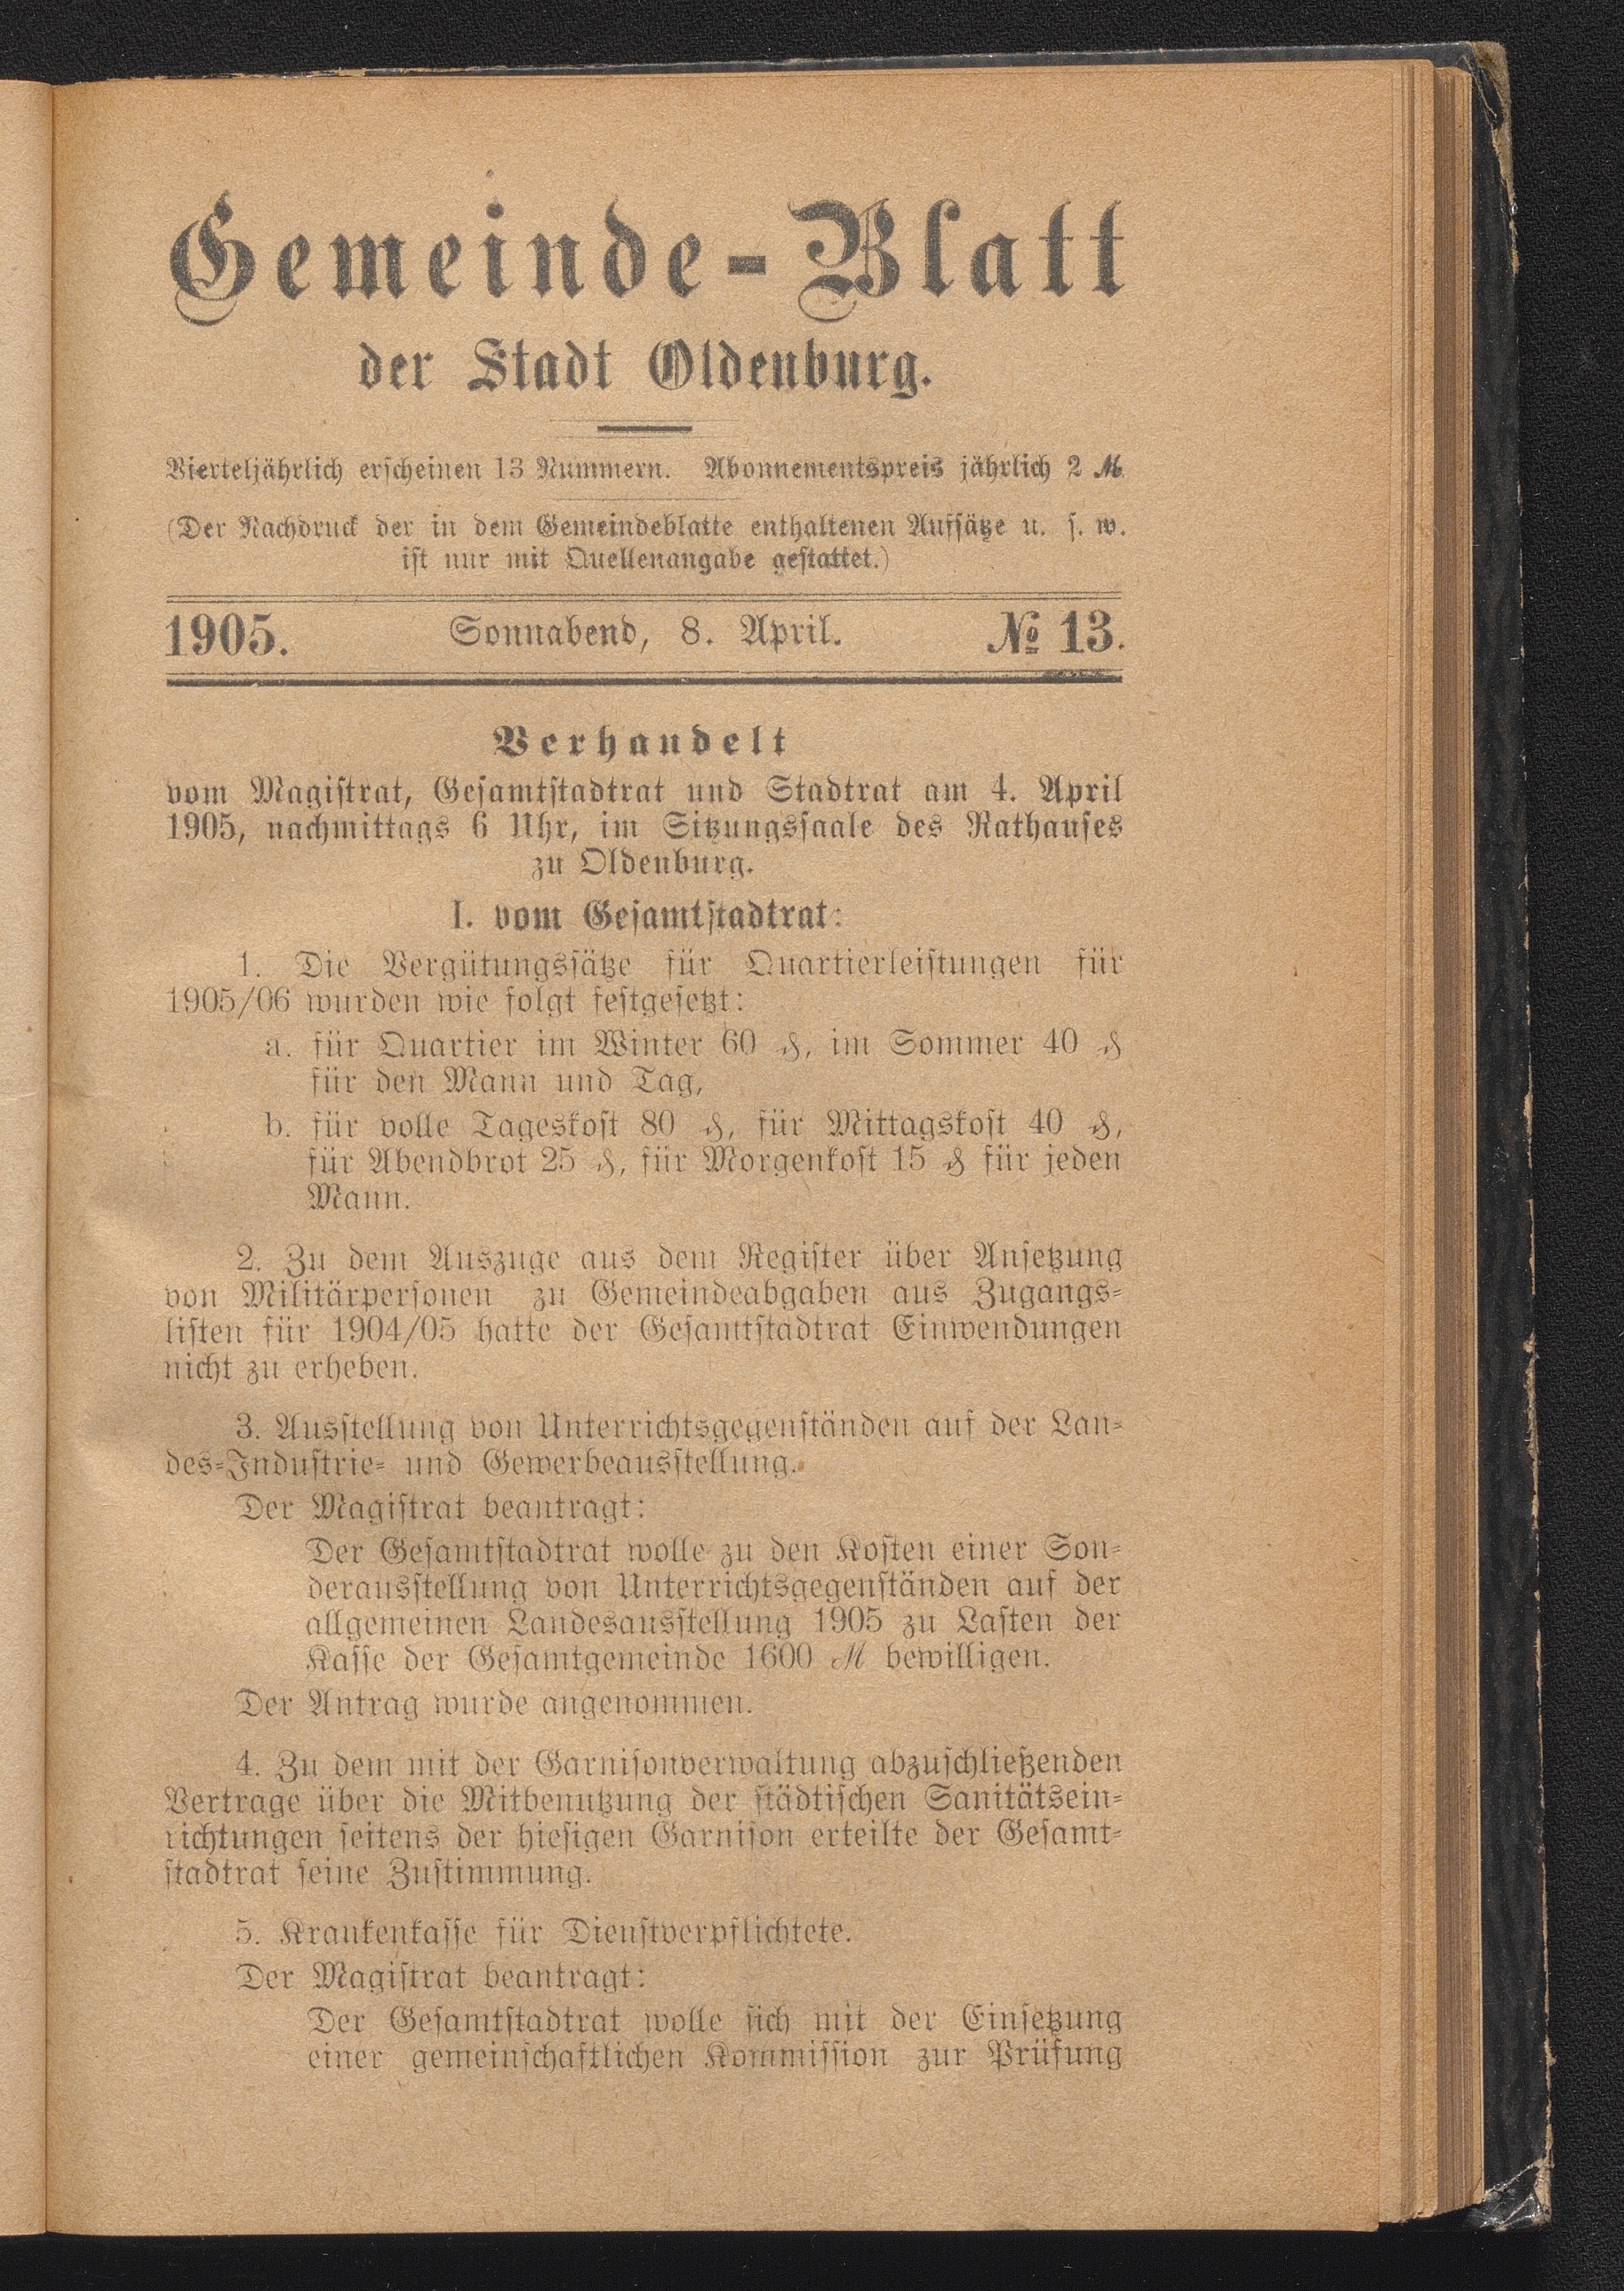 Gemeinde-Blatt
der Stadt Oldenburg.
Vierteljährlich erscheinen 13 Nummern. Abonnementspreis jährlich 2 ℳ
(Der Nachdruck der in dem Gemeindeblatte enthaltenen Aufsätze u. s. w.
ist nur mit Quellenangabe gestattet.)
1905. Sonnabend, 8. April. № 13.
Verhandelt
vom Magistrat, Gesamtstadtrat und Stadtrat am 4. April
1905, nachmittags 6 Uhr, im Sitzungssaale des Rathauses
zu Oldenburg.
I. vom Gesamtstadtrat:
1. Die Vergütungssätze für Quartierleistungen für
1905/06 wurden wie folgt festgesetzt:
a. für Quartier im Winter 60 ₰, im Sommer 40 ₰
für den Mann und Tag,
b. für volle Tageskost 80 ₰, für Mittagskost 40 ₰,
für Abendbrot 25 ₰, für Morgenkost 15 ₰ für jeden
Mann.
2. Zu dem Auszuge aus dem Register über Ansetzung
von Militärpersonen zu Gemeindeabgaben aus Zugangs-
listen für 1904/05 hatte der Gesamtstadtrat Einwendungen
nicht zu erheben.
3. Ausstellung von Unterrichtsgegenständen auf der Lan-
des-Industrie- und Gewerbeausstellung.
Der Magistrat beantragt:
Der Gesamtstadtrat wolle zu den Kosten einer Son-
derausstellung von Unterrichtsgegenständen auf der
allgemeinen Landesausstellung 1905 zu Lasten der
Kasse der Gesamtgemeinde 1600 ℳ bewilligen.
Der Antrag wurde angenommen.
4. Zu dem mit der Garnisonverwaltung abzuschließenden
Vertrage über die Mitbenutzung der städtischen Sanitätsein-
richtungen seitens der hiesigen Garnison erteilte der Gesamt-
stadtrat seine Zustimmung.
5. Krankenkasse für Dienstverpflichtete.
Der Magistrat beantragt:
Der Gesamtstadtrat wolle sich mit der Einsetzung
einer gemeinschaftlichen Kommission zur Prüfung